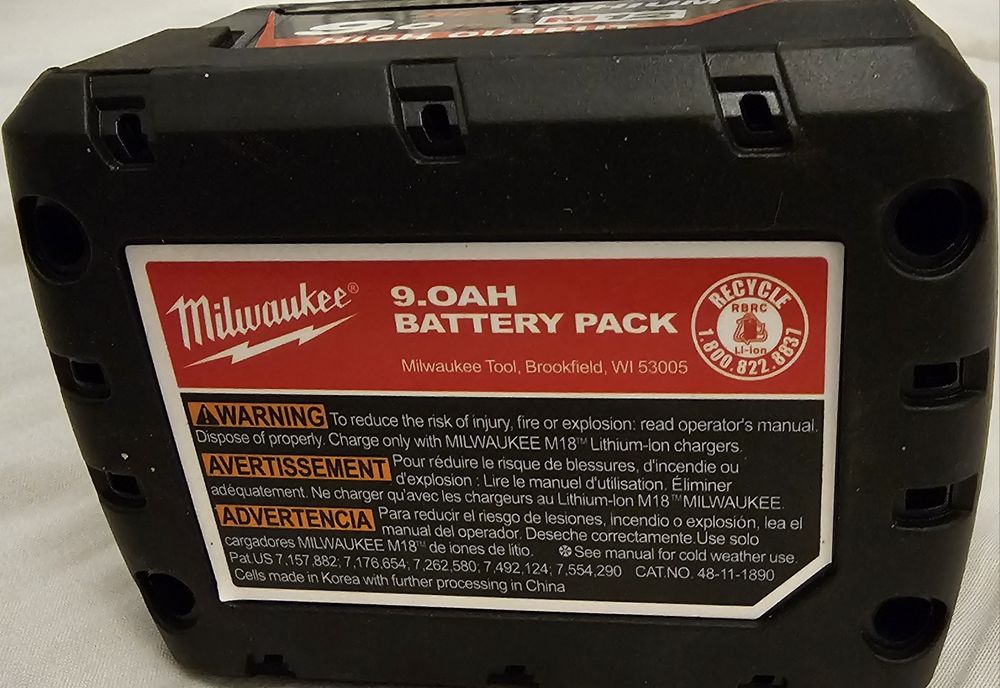 HIGH OUTPUT
Milwaukee®
9.0AH
BATTERY PACK
Milwaukee Tool, Brookfield, WI 53005
RECYCLE
RBRC
Li-ion
1.800.822.8837
WARNING To reduce the risk of injury, fire or explosion: read operator's manual.
Dispose of properly. Charge only with MILWAUKEE M18™ Lithium-Ion chargers.
AVERTISSEMENT Pour réduire le risque de blessures, d'incendie ou
d'explosion : Lire le manuel d'utilisation. Éliminer
adéquatement. Ne charger qu'avec les chargeurs au Lithium-Ion M18™ MILWAUKEE.
ADVERTENCIA Para reducir el riesgo de lesiones, incendio o explosión, lea el
manual del operador. Deseche correctamente.Use solo
cargadores MILWAUKEE M18™ de iones de litio. ❄ See manual for cold weather use.
Pat US 7,157,882; 7,176,654; 7,262,580; 7,492,124; 7,554,290 CAT.NO. 48-11-1890
Cells made in Korea with further processing in China